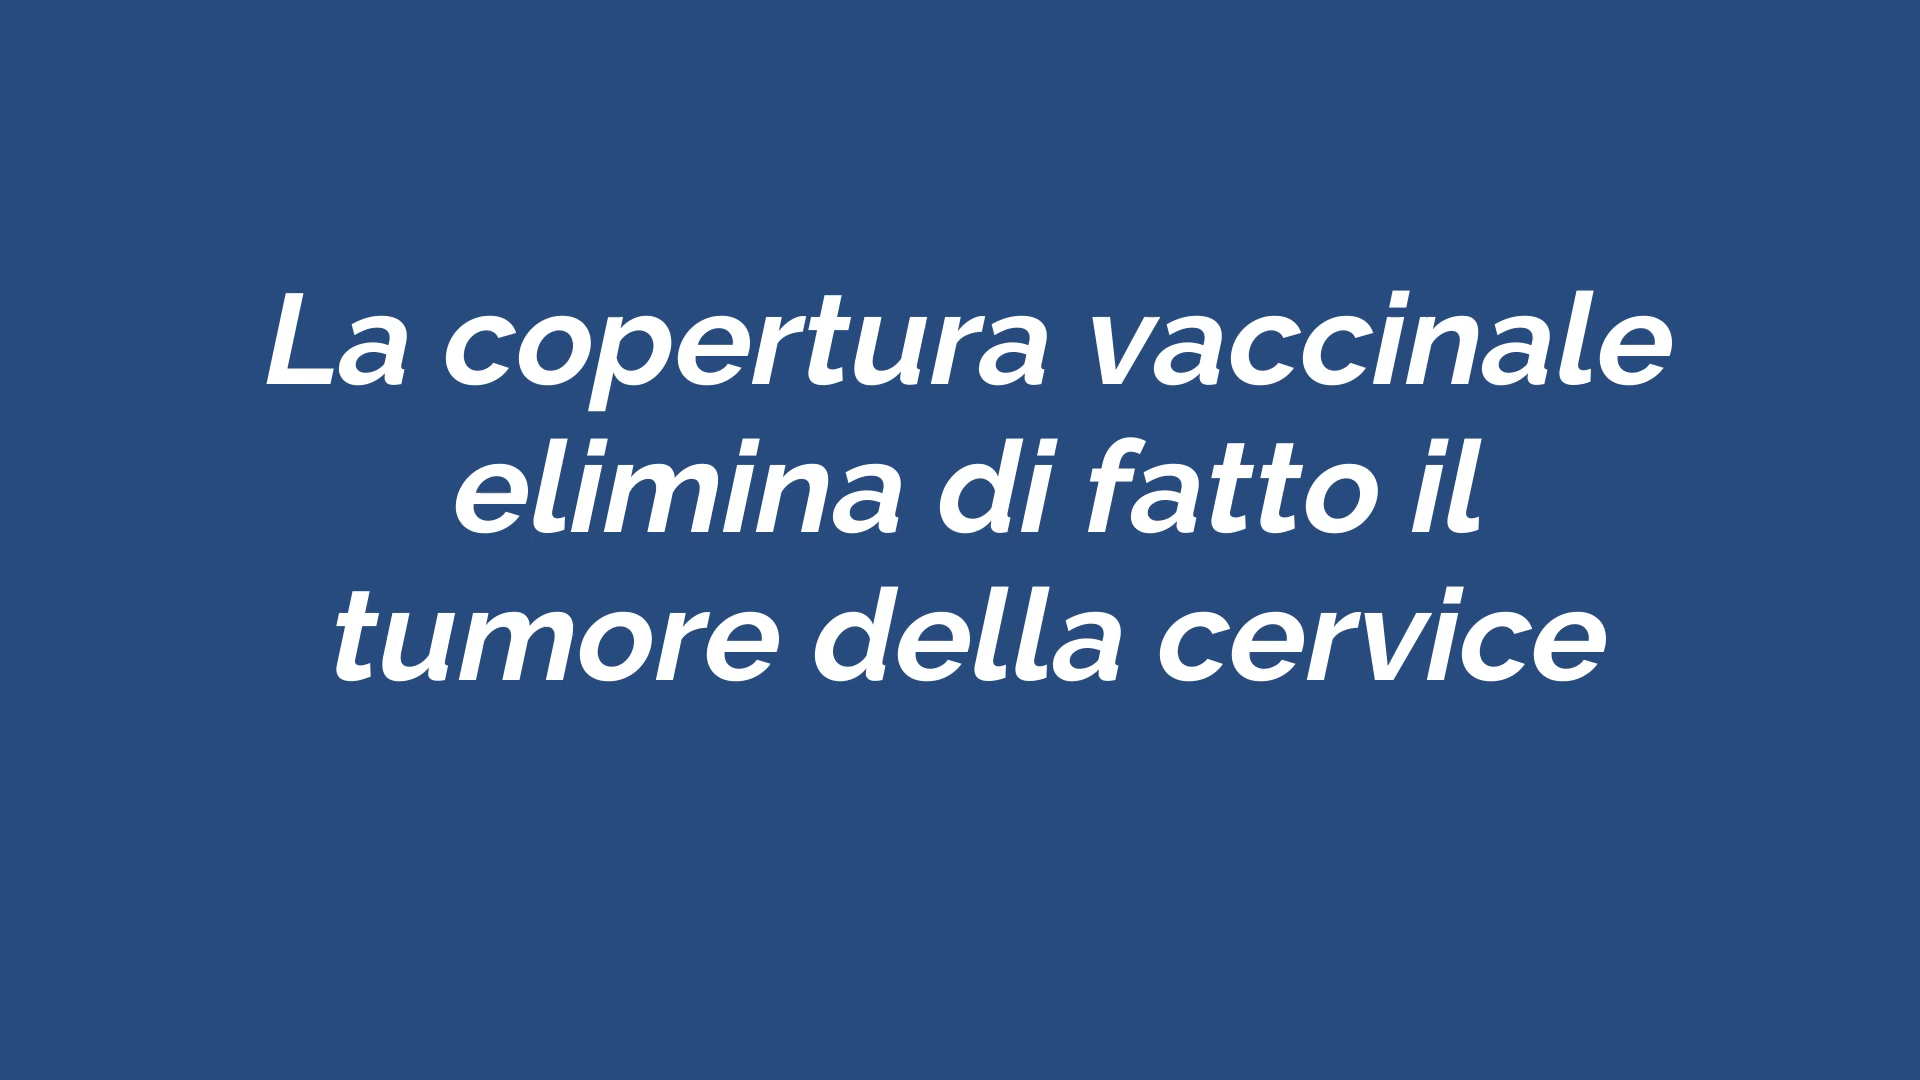 La copertura vaccinale
elimina di fatto il
tumore della cervice